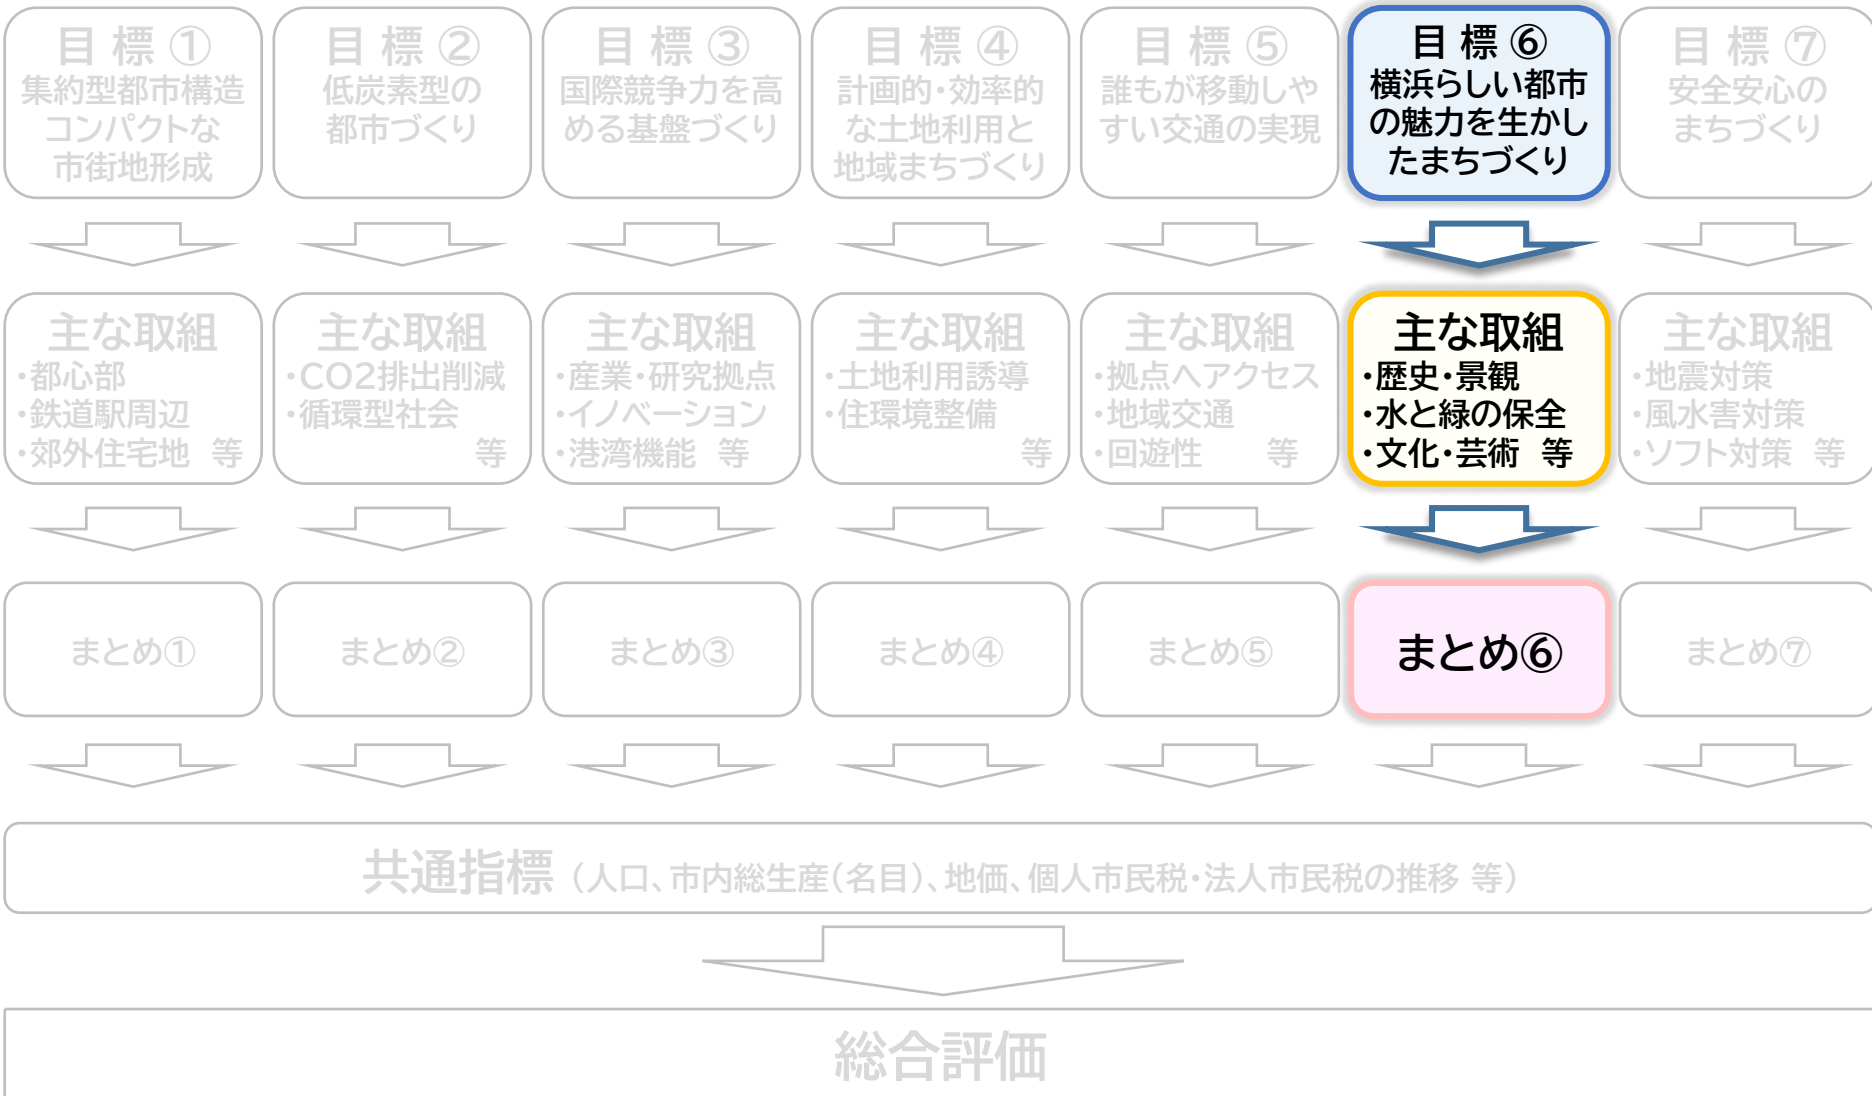 目標①
集約型都市構造
コンパクトな
市街地形成
目標②
低炭素型の
都市づくり
目標③
国際競争力を高
める基盤づくり
目標④
計画的・効率的
な土地利用と
地域まちづくり
目標⑤
誰もが移動しや
すい交通の実現
目標⑥
横浜らしい都市
の魅力を生かし
たまちづくり
目標⑦
安全安心の
まちづくり
主な取組
・都心部
・鉄道駅周辺
・郊外住宅地 等
主な取組
・CO2排出削減
・循環型社会
等
主な取組
・産業・研究拠点
・イノベーション
・港湾機能 等
主な取組
・土地利用誘導
・住環境整備
等
主な取組
・拠点へアクセス
・地域交通
・回遊性 等
主な取組
・歴史・景観
・水と緑の保全
・文化・芸術 等
主な取組
・地震対策
・風水害対策
・ソフト対策 等
まとめ①
まとめ②
まとめ③
まとめ④
まとめ⑤
まとめ⑥
まとめ⑦
共通指標（人口、市内総生産（名目）、地価、個人市民税・法人市民税の推移 等）
総合評価